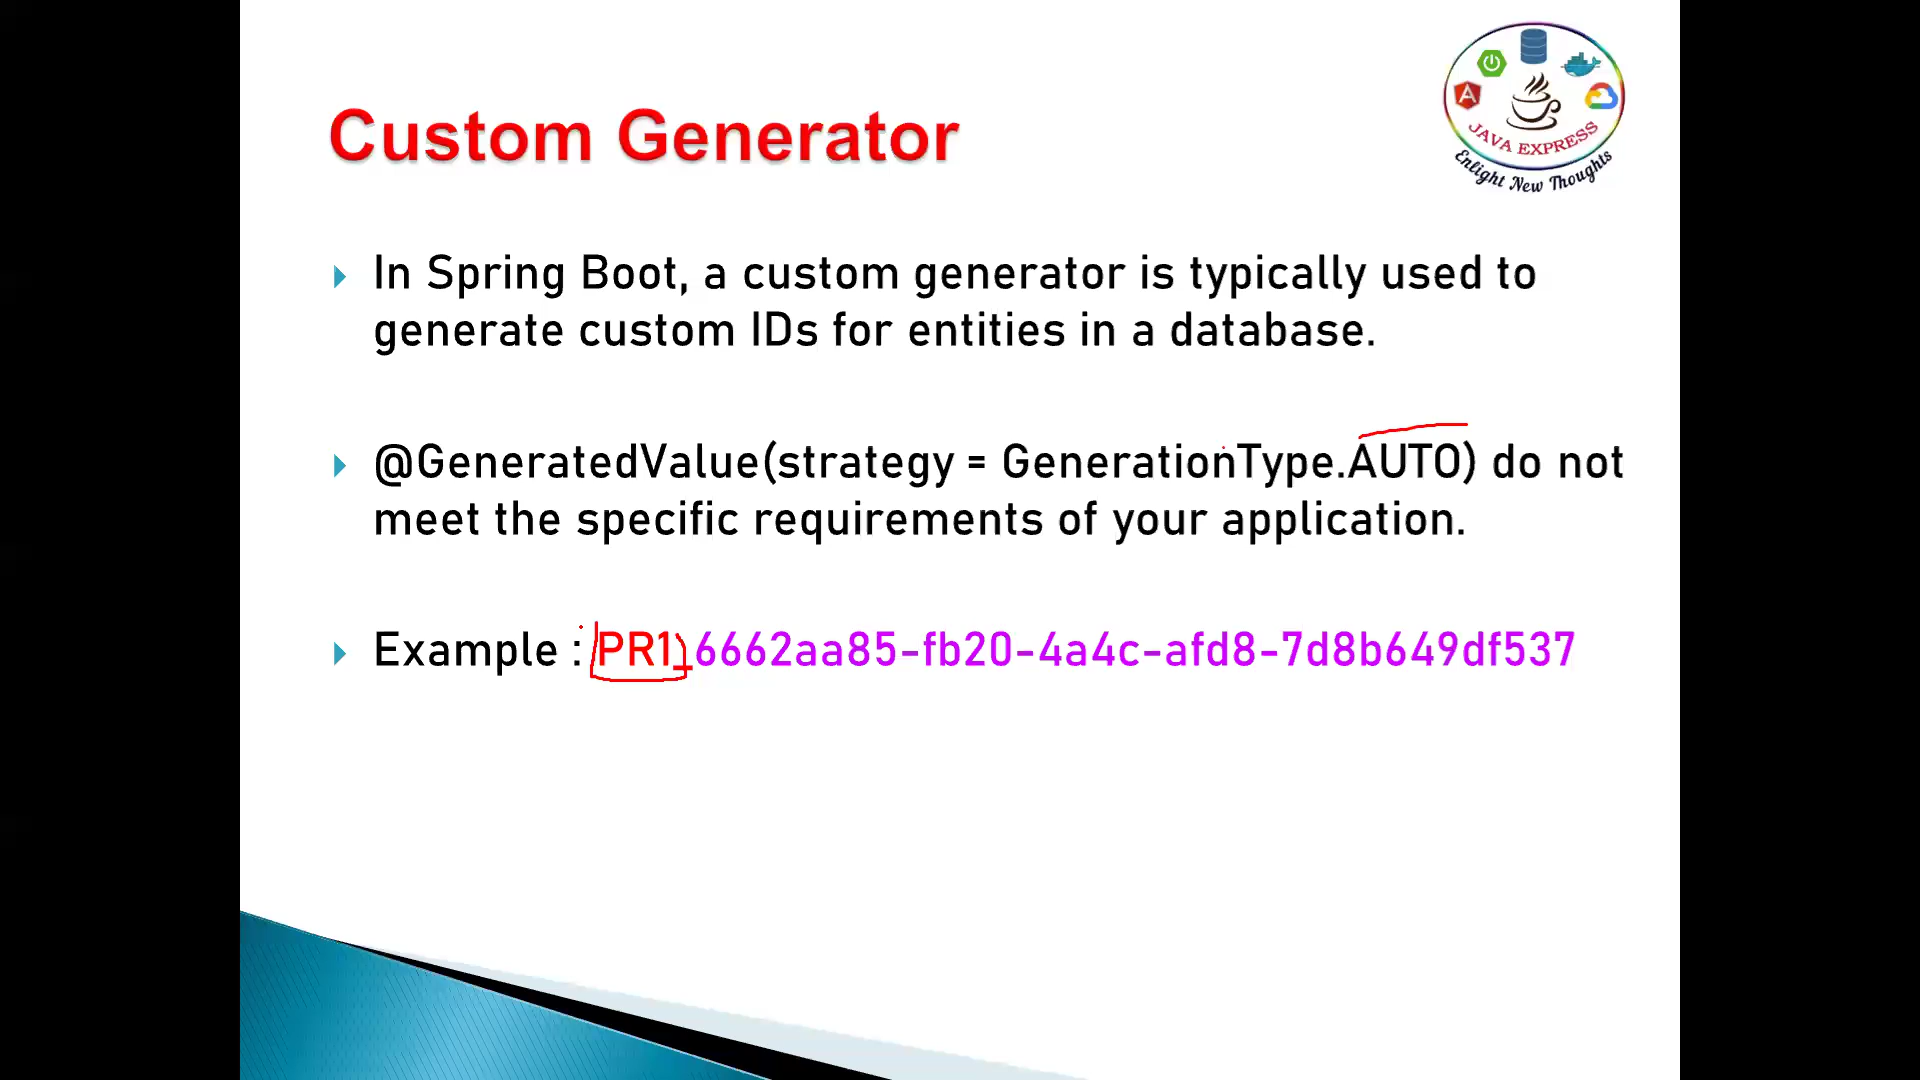 Custom Generator
JAVA EXPRESS
Enlight New Thoughts
In Spring Boot, a custom generator is typically used to
generate custom IDs for entities in a database.
@GeneratedValue(strategy = GenerationType.AUTO) do not
meet the specific requirements of your application.
Example : PR1_6662aa85-fb20-4a4c-afd8-7d8b649df537